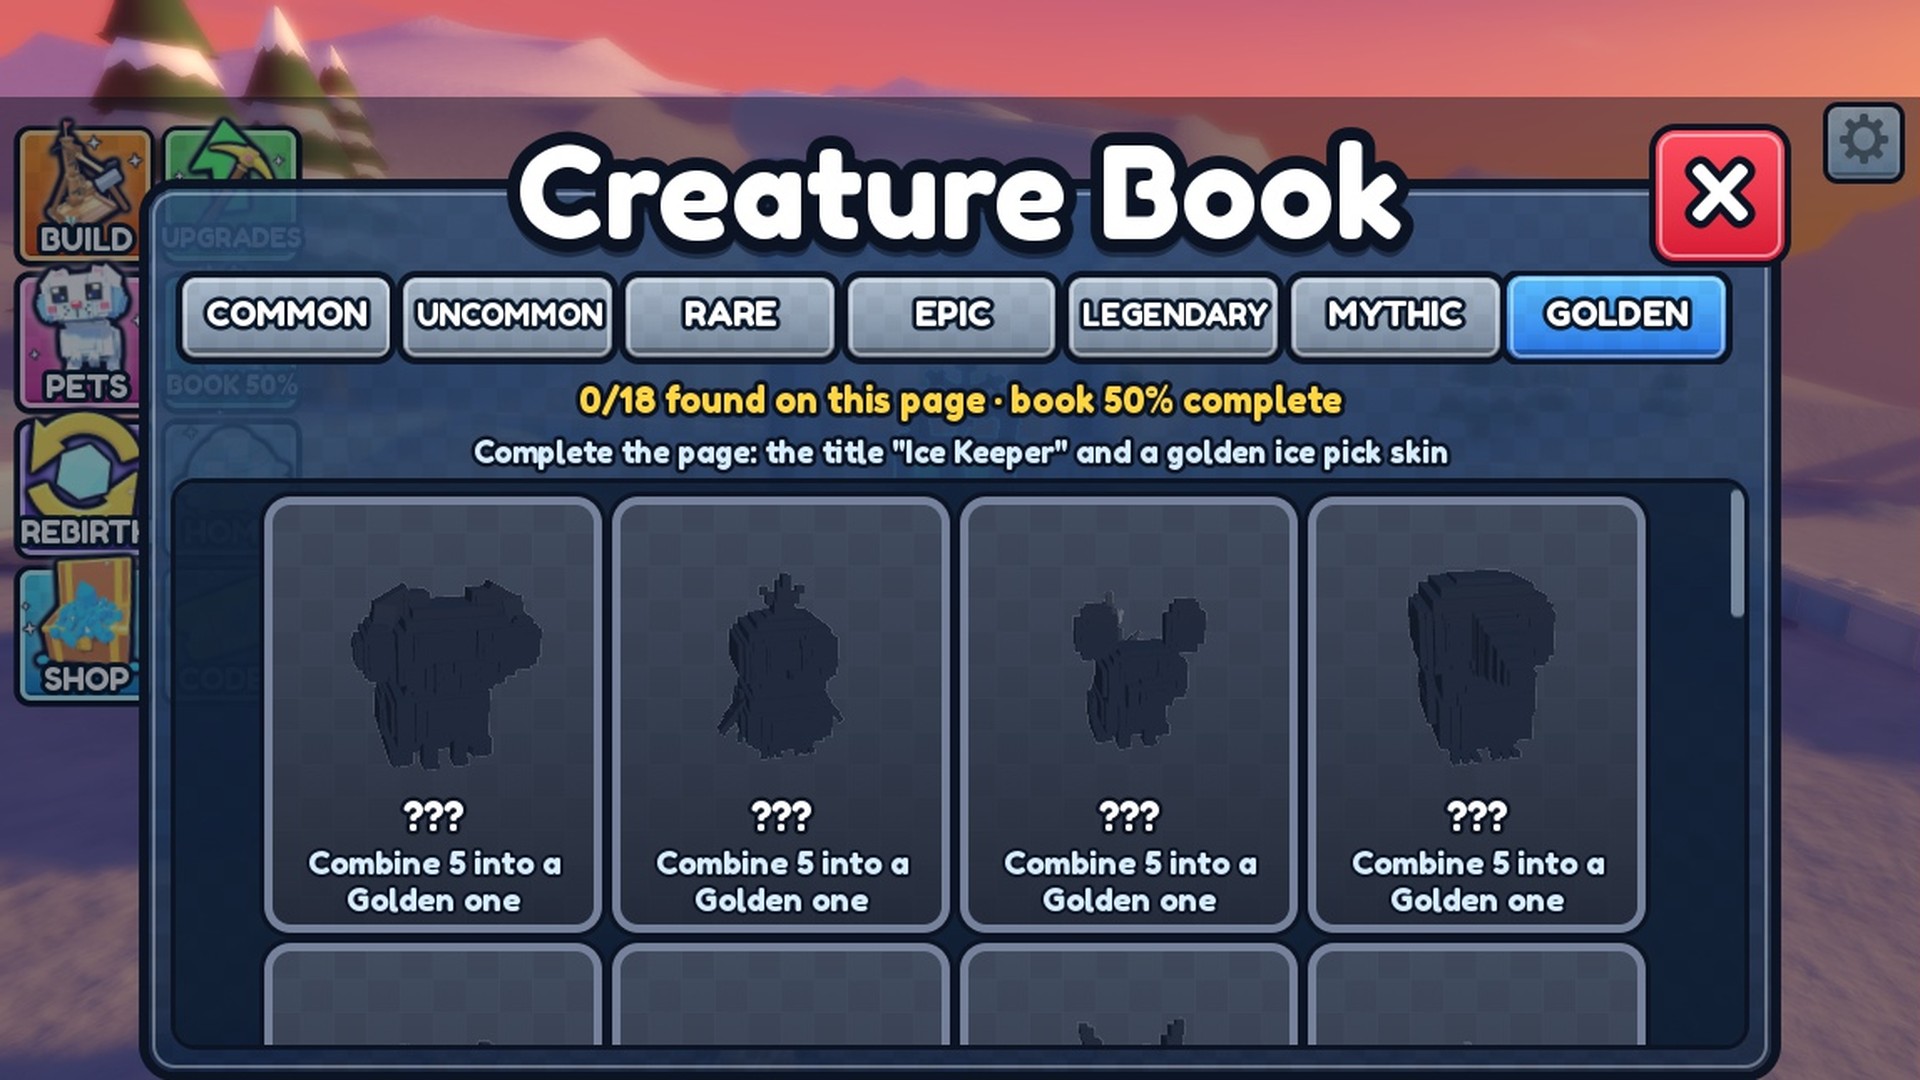 Creature Book
BUILD
UPGRADES
PETS
BOOK 50%
REBIRTH
HOME
SHOP
CODE
COMMON
UNCOMMON
RARE
EPIC
LEGENDARY
MYTHIC
GOLDEN
0/18 found on this page · book 50% complete
Complete the page: the title "Ice Keeper" and a golden ice pick skin
???
Combine 5 into a
Golden one
???
Combine 5 into a
Golden one
???
Combine 5 into a
Golden one
???
Combine 5 into a
Golden one